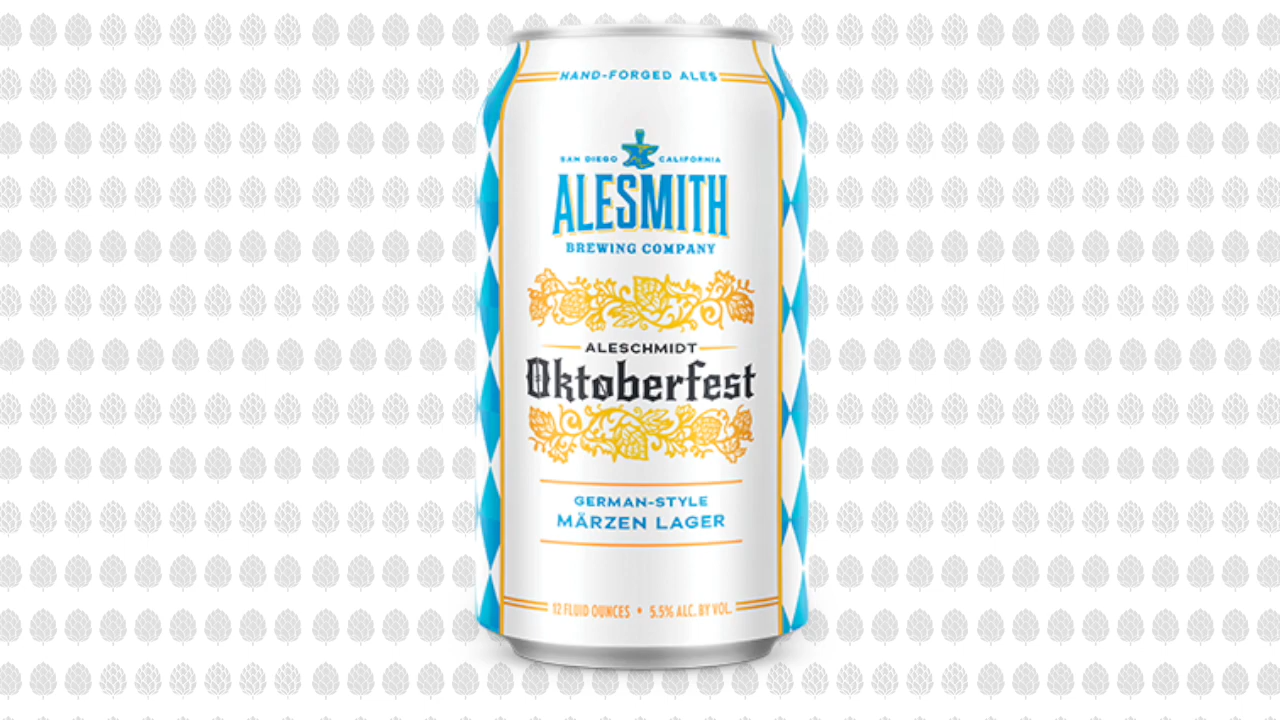 HAND-FORGED ALES
SAN DIEGO CALIFORNIA
ALESMITH
BREWING COMPANY
ALESCHMIDT
Oktoberfest
GERMAN-STYLE
MÄRZEN LAGER
12 FLUID OUNCES • 5.5% ALC. BY VOL.